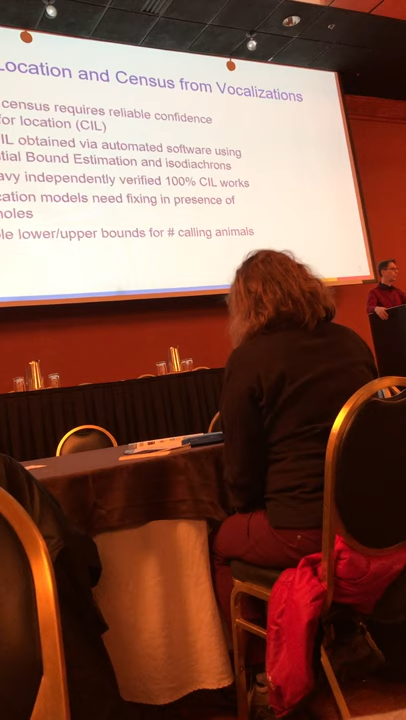 Location and Census from Vocalizations
census requires reliable confidence
for location (CIL)
IL obtained via automated software using
tial Bound Estimation and isodiachrons
avy independently verified 100% CIL works
cation models need fixing in presence of
holes
le lower/upper bounds for # calling animals